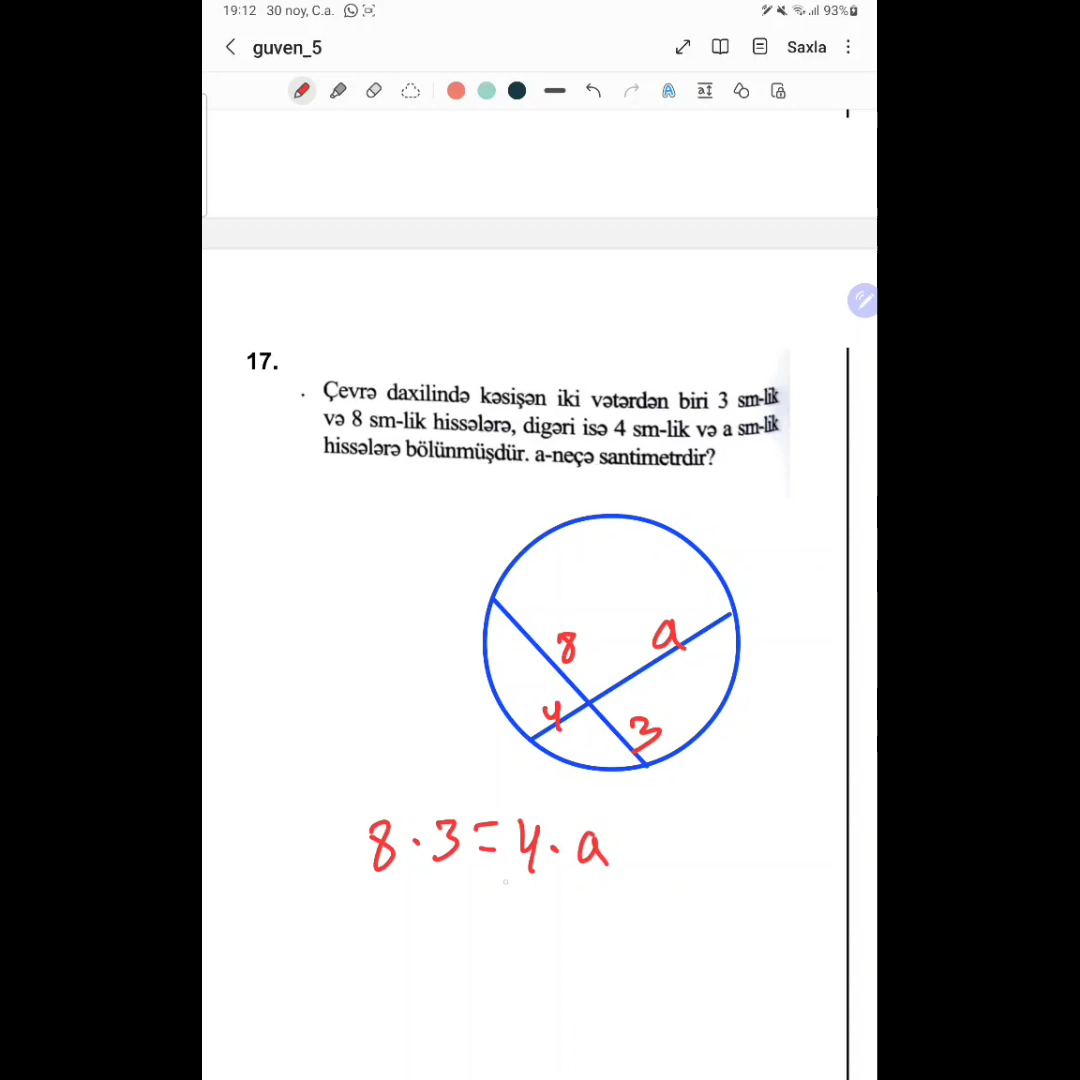 19:12 30 noy, C.a. 93%
guven_5 Saxla
17.
Çevrə daxilində kəsişən iki vətərdən biri 3 sm-lik
və 8 sm-lik hissələrə, digəri isə 4 sm-lik və a sm-lik
hissələrə bölünmüşdür. a-neçə santimetrdir?
8 a
4 3
8 · 3 = 4 · a